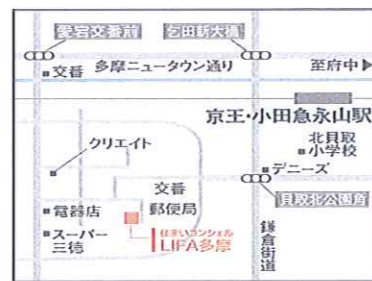 愛宕交番前
乞田新大橋
交番
多摩ニュータウン通り
至府中▶
京王・小田急永山駅
クリエイト
北貝取
小学校
デニーズ
交番
郵便局
貝取北公園角
電器店
スーパー
三徳
住まいコンシェル
LIFA多摩
鎌倉街道